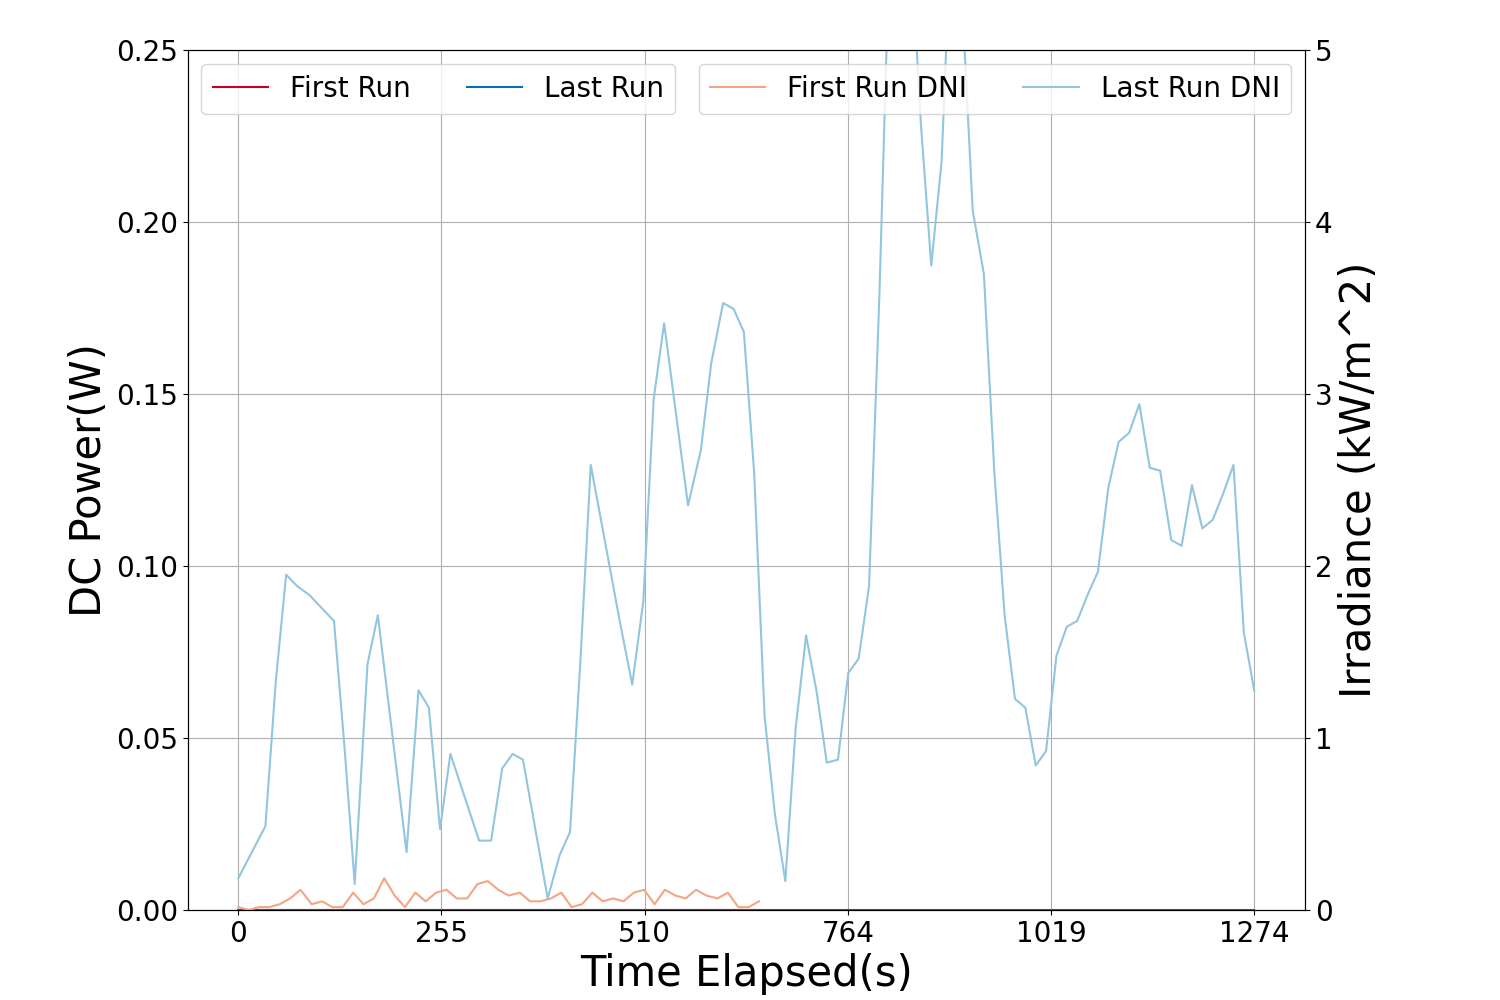 First Run
Last Run
First Run DNI
Last Run DNI
DC Power(W)
0.25
0.20
0.15
0.10
0.05
0.00
Irradiance (kW/m^2)
5
4
3
2
1
0
0 255 510 764 1019 1274
Time Elapsed(s)